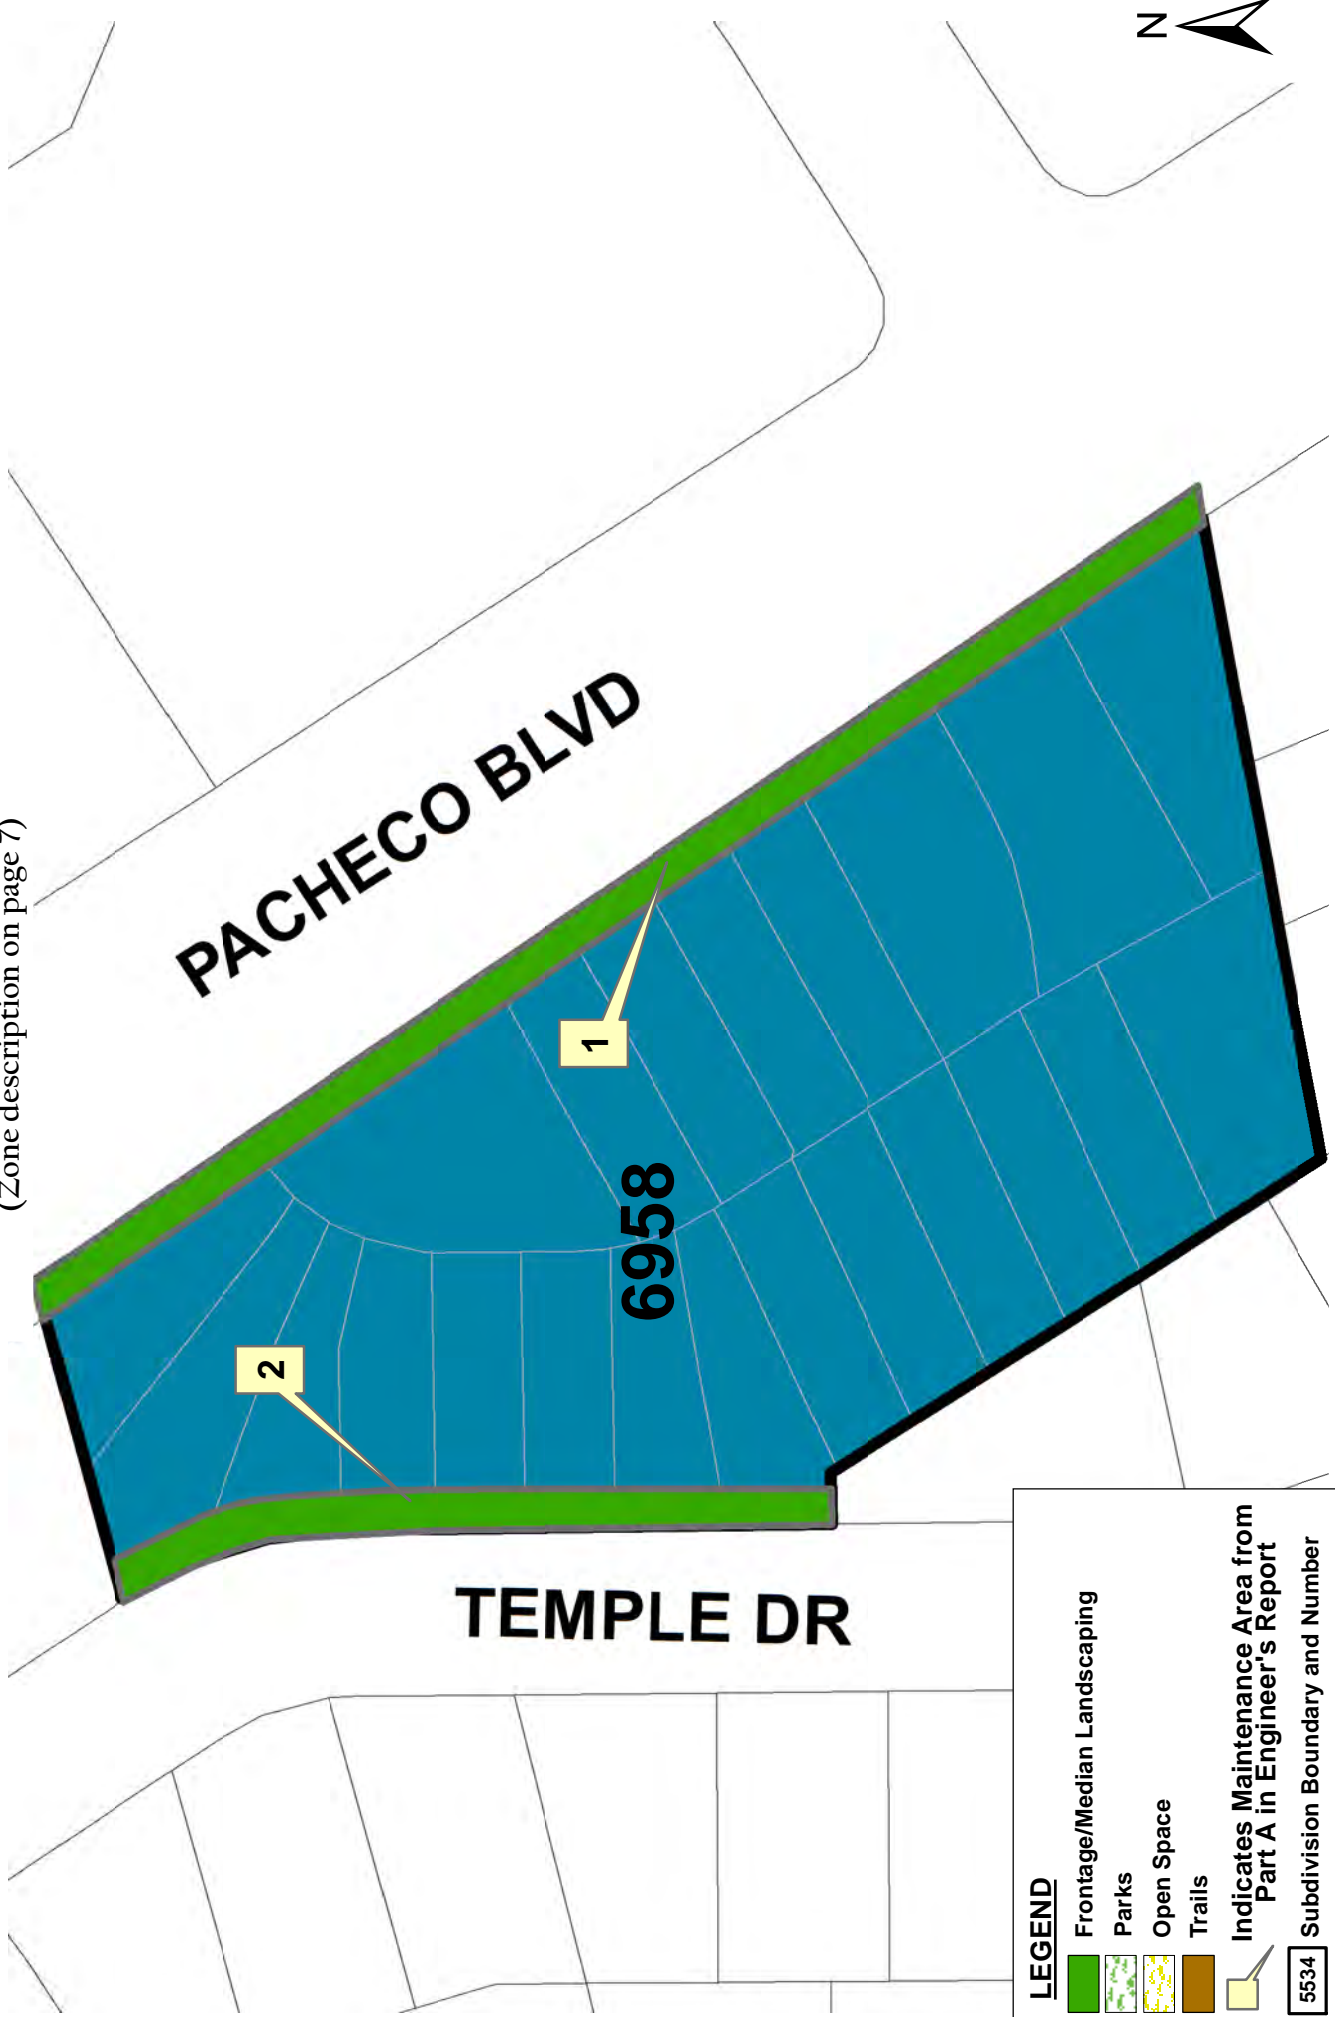 (Zone description on page 7)
N
PACHECO BLVD
1
6958
2
TEMPLE DR
LEGEND
Frontage/Median Landscaping
Parks
Open Space
Trails
Indicates Maintenance Area from
Part A in Engineer's Report
5534 Subdivision Boundary and Number